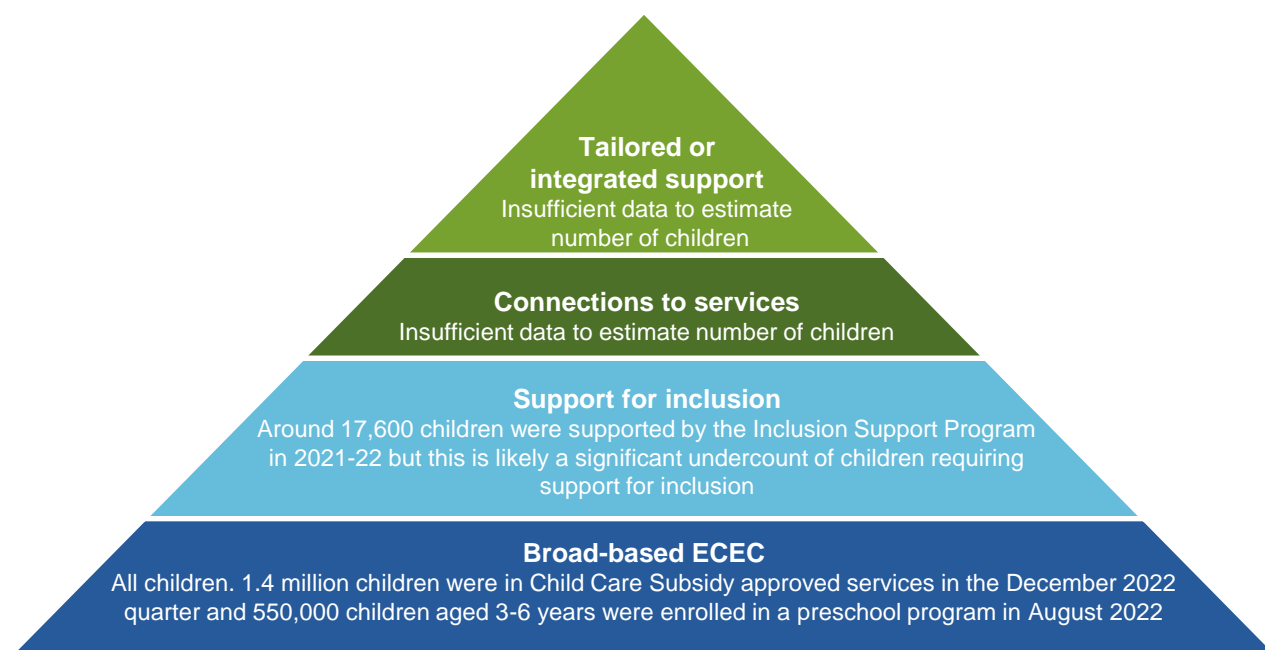 Tailored or
integrated support
Insufficient data to estimate
number of children
Connections to services
Insufficient data to estimate number of children
Support for inclusion
Around 17,600 children were supported by the Inclusion Support Program
in 2021-22 but this is likely a significant undercount of children requiring
support for inclusion
Broad-based ECEC
All children. 1.4 million children were in Child Care Subsidy approved services in the December 2022
quarter and 550,000 children aged 3-6 years were enrolled in a preschool program in August 2022